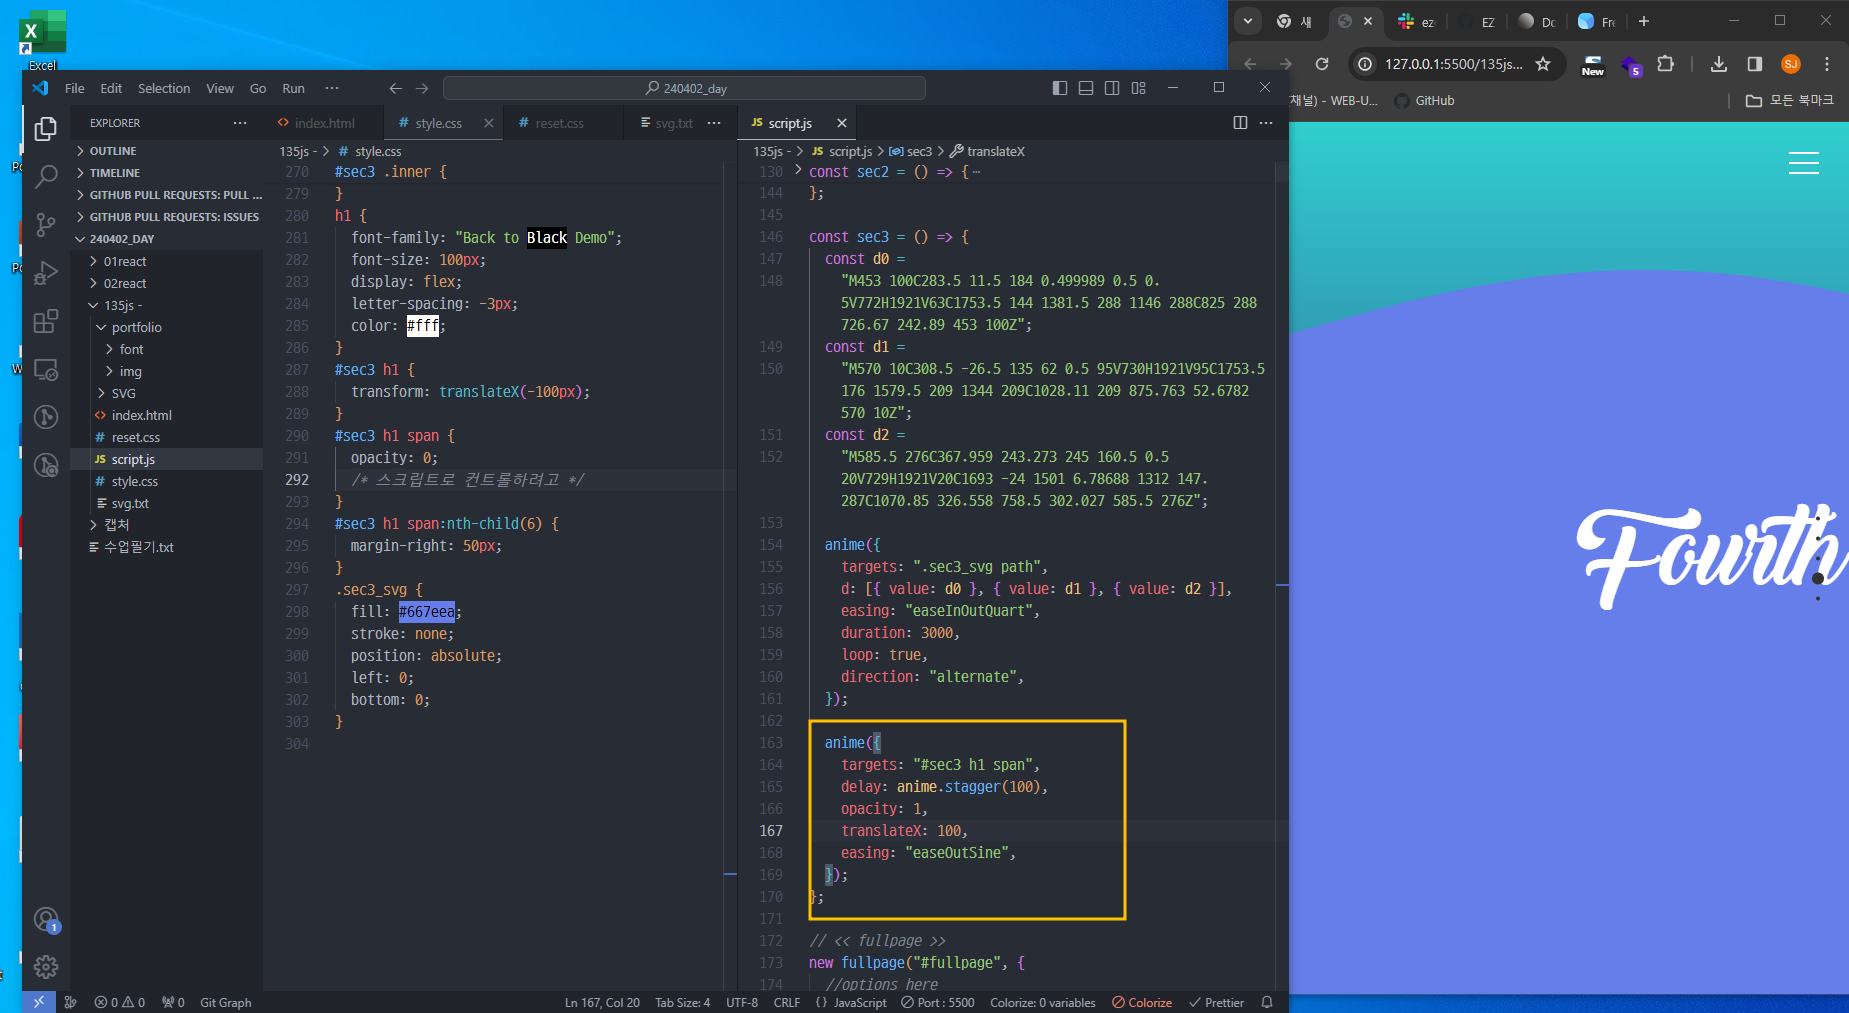 Excel
File Edit Selection View Go Run ···
240402_day
EXPLORER ···
OUTLINE
TIMELINE
GITHUB PULL REQUESTS: PULL ...
GITHUB PULL REQUESTS: ISSUES
240402_DAY
01react
02react
135js -
portfolio
font
img
SVG
<> index.html
# reset.css
JS script.js
# style.css
svg.txt
캡처
수업필기.txt
1
<> index.html
# style.css
# reset.css
svg.txt ···
135js - > # style.css
270 #sec3 .inner {
279 }
280 h1 {
281 font-family: "Back to Black Demo";
282 font-size: 100px;
283 display: flex;
284 letter-spacing: -3px;
285 color: #fff;
286 }
287 #sec3 h1 {
288 transform: translateX(-100px);
289 }
290 #sec3 h1 span {
291 opacity: 0;
292 /* 스크립트로 컨트롤하려고 */
293 }
294 #sec3 h1 span:nth-child(6) {
295 margin-right: 50px;
296 }
297 .sec3_svg {
298 fill: #667eea;
299 stroke: none;
300 position: absolute;
301 left: 0;
302 bottom: 0;
303 }
304
JS script.js
135js - > JS script.js > sec3 > translateX
130 const sec2 = () => {···
144 };
145
146 const sec3 = () => {
147 const d0 =
148 "M453 100C283.5 11.5 184 0.499989 0.5 0.
5V772H1921V63C1753.5 144 1381.5 288 1146 288C825 288
726.67 242.89 453 100Z";
149 const d1 =
150 "M570 10C308.5 -26.5 135 62 0.5 95V730H1921V95C1753.5
176 1579.5 209 1344 209C1028.11 209 875.763 52.6782
570 10Z";
151 const d2 =
152 "M585.5 276C367.959 243.273 245 160.5 0.5
20V729H1921V20C1693 -24 1501 6.78688 1312 147.
287C1070.85 326.558 758.5 302.027 585.5 276Z";
153
154 anime({
155 targets: ".sec3_svg path",
156 d: [{ value: d0 }, { value: d1 }, { value: d2 }],
157 easing: "easeInOutQuart",
158 duration: 3000,
159 loop: true,
160 direction: "alternate",
161 });
162
163 anime({
164 targets: "#sec3 h1 span",
165 delay: anime.stagger(100),
166 opacity: 1,
167 translateX: 100,
168 easing: "easeOutSine",
169 });
170 };
171
172 // << fullpage >>
173 new fullpage("#fullpage", {
174 //options here
0 0 0 Git Graph Ln 167, Col 20 Tab Size: 4 UTF-8 CRLF {} JavaScript Port : 5500 Colorize: 0 variables Colorize Prettier
새 ez EZ Do Fre
127.0.0.1:5500/135js... New 5 SJ
채널) - WEB-U... GitHub 모든 북마크
Fourth